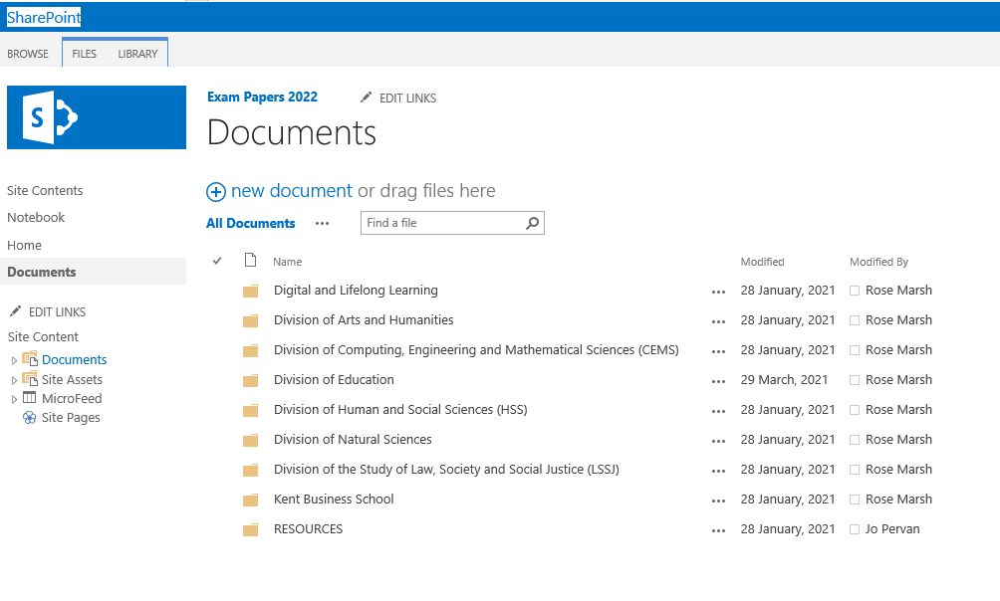 SharePoint
BROWSE FILES LIBRARY
S
Exam Papers 2022 EDIT LINKS
Documents
Site Contents
Notebook
Home
Documents
EDIT LINKS
Site Content
Documents
Site Assets
MicroFeed
Site Pages
new document or drag files here
All Documents ... Find a file
Name Modified Modified By
Digital and Lifelong Learning ... 28 January, 2021 Rose Marsh
Division of Arts and Humanities ... 28 January, 2021 Rose Marsh
Division of Computing, Engineering and Mathematical Sciences (CEMS) ... 28 January, 2021 Rose Marsh
Division of Education ... 29 March, 2021 Rose Marsh
Division of Human and Social Sciences (HSS) ... 28 January, 2021 Rose Marsh
Division of Natural Sciences ... 28 January, 2021 Rose Marsh
Division of the Study of Law, Society and Social Justice (LSSJ) ... 28 January, 2021 Rose Marsh
Kent Business School ... 28 January, 2021 Rose Marsh
RESOURCES ... 28 January, 2021 Jo Pervan